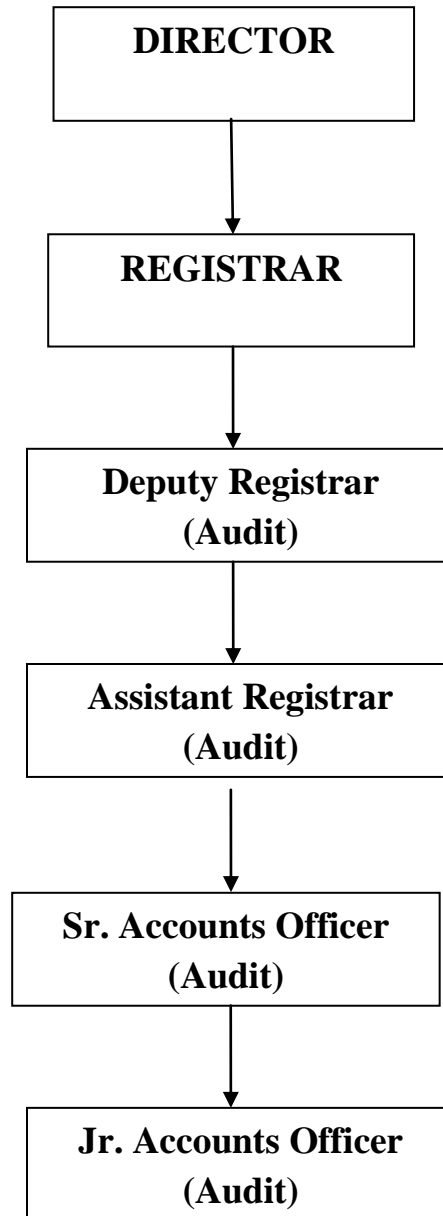 DIRECTOR
REGISTRAR
Deputy Registrar
(Audit)
Assistant Registrar
(Audit)
Sr. Accounts Officer
(Audit)
Jr. Accounts Officer
(Audit)